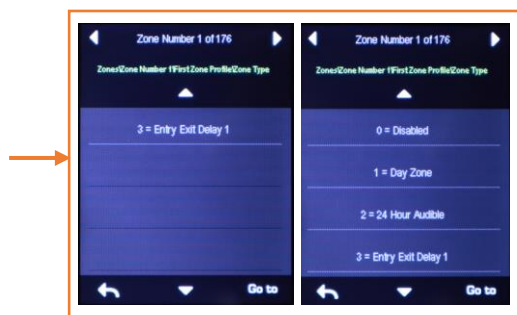 Zone Number 1 of 176
Zones\Zone Number 1\First Zone Profile\Zone Type
3 = Entry Exit Delay 1
Go to
Zone Number 1 of 176
Zones\Zone Number 1\First Zone Profile\Zone Type
0 = Disabled
1 = Day Zone
2 = 24 Hour Audible
3 = Entry Exit Delay 1
Go to